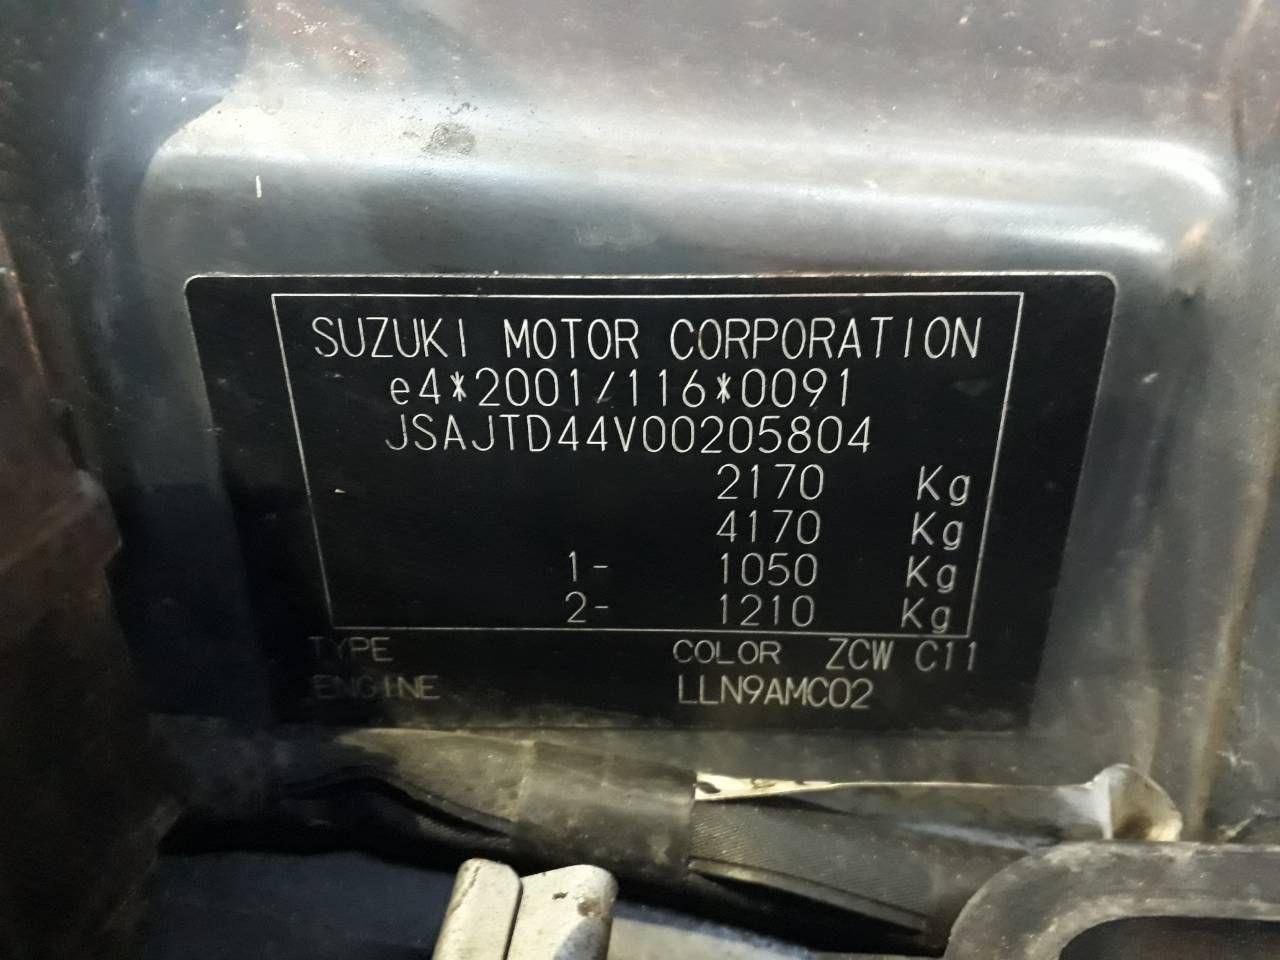 SUZUKI MOTOR CORPORATION
e4*2001/116*0091
JSAJTD44V00205804
2170 Kg
4170 Kg
1- 1050 Kg
2- 1210 Kg
TYPE COLOR ZCW C11
ENGINE LLN9AMC02